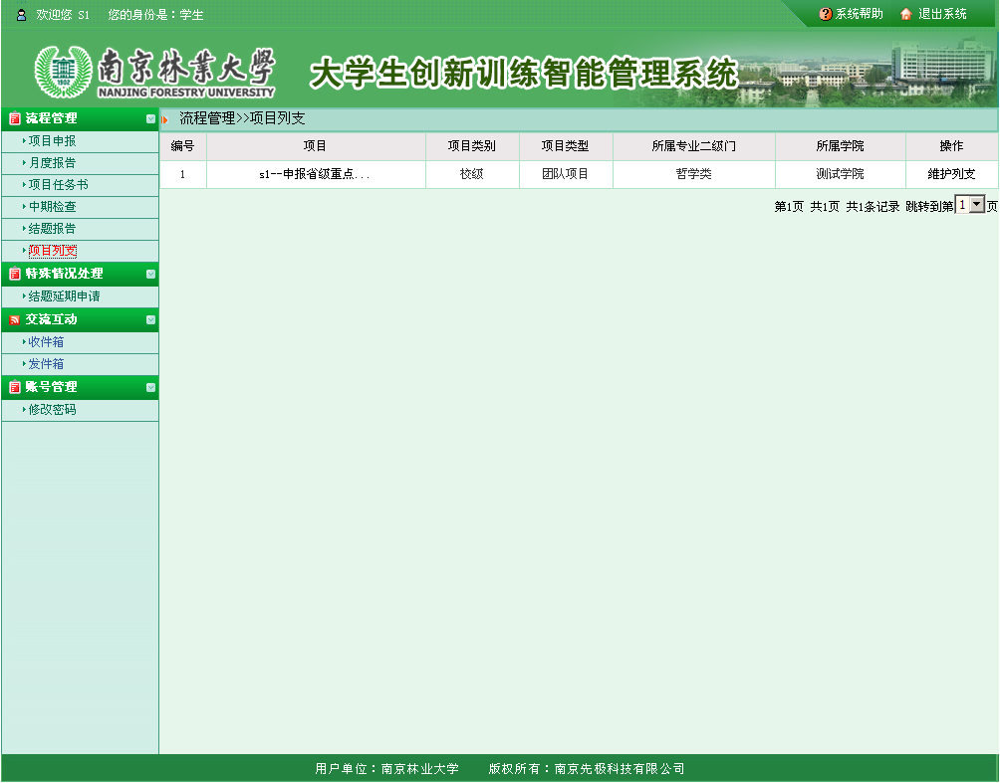 欢迎您 S1 您的身份是：学生 系统帮助 退出系统
南京林業大學 大学生创新训练智能管理系统
NANJING FORESTRY UNIVERSITY
流程管理
项目申报
月度报告
项目任务书
中期检查
结题报告
项目列支
特殊情况处理
结题延期申请
交流互动
收件箱
发件箱
账号管理
修改密码
流程管理>>项目列支
编号 项目 项目类别 项目类型 所属专业二级门 所属学院 操作
1 s1--申报省级重点... 校级 团队项目 哲学类 测试学院 维护列支
第1页 共1页 共1条记录 跳转到第 1 页
用户单位：南京林业大学 版权所有：南京先极科技有限公司